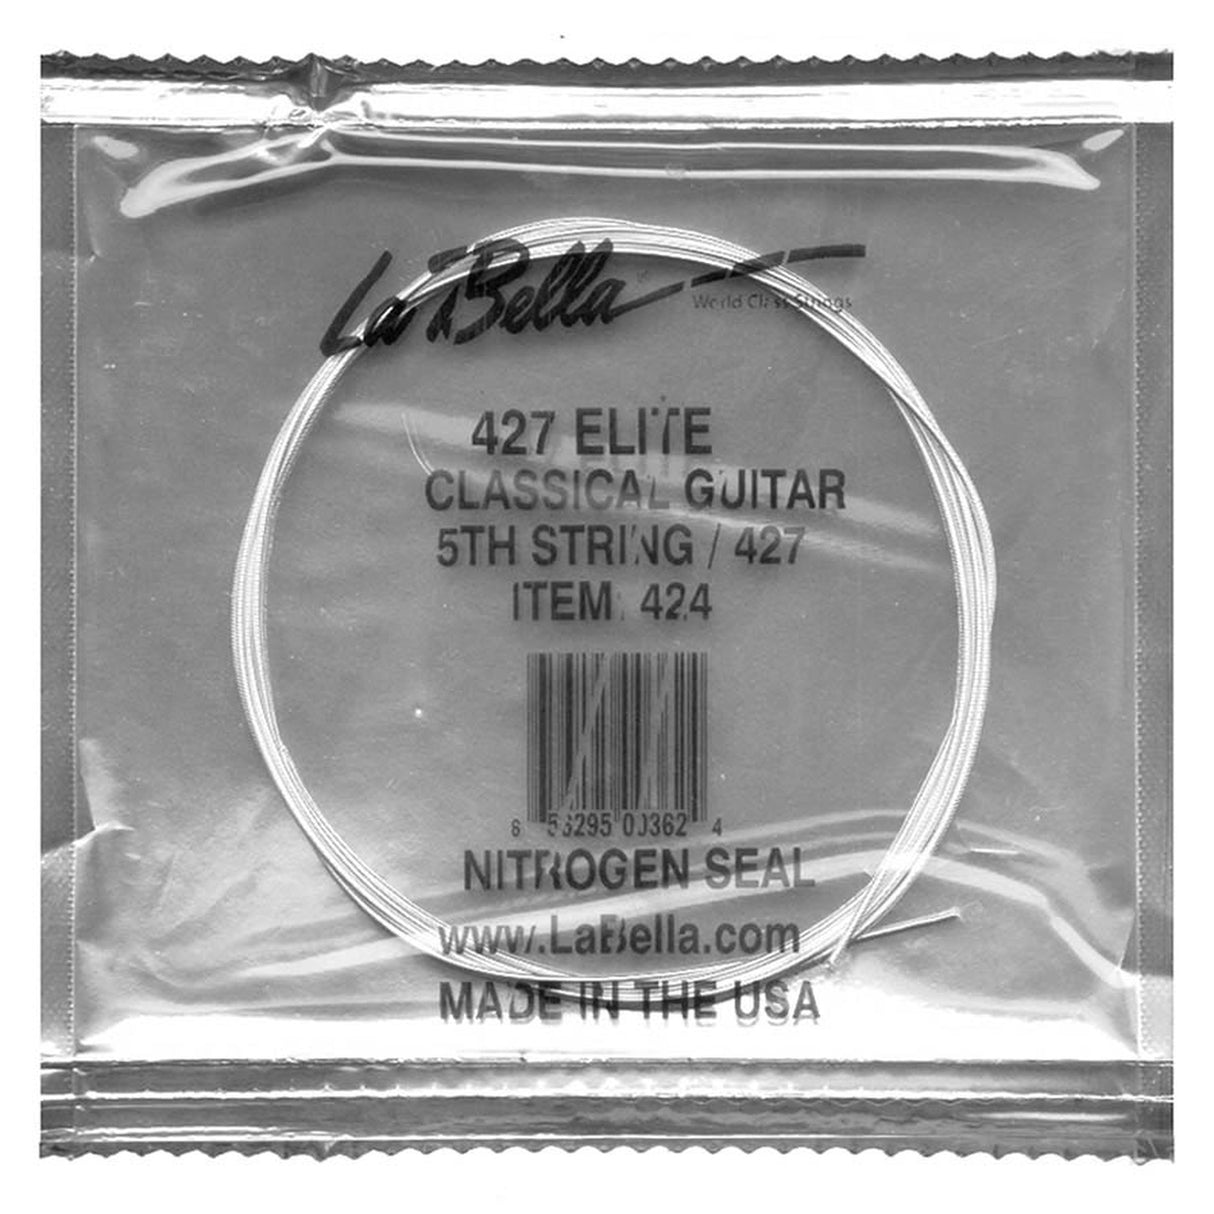 La Bella
World Class Strings
427 ELITE
CLASSICAL GUITAR
5TH STRING / 427
ITEM: 424
NITROGEN SEAL
www.LaBella.com
MADE IN THE USA